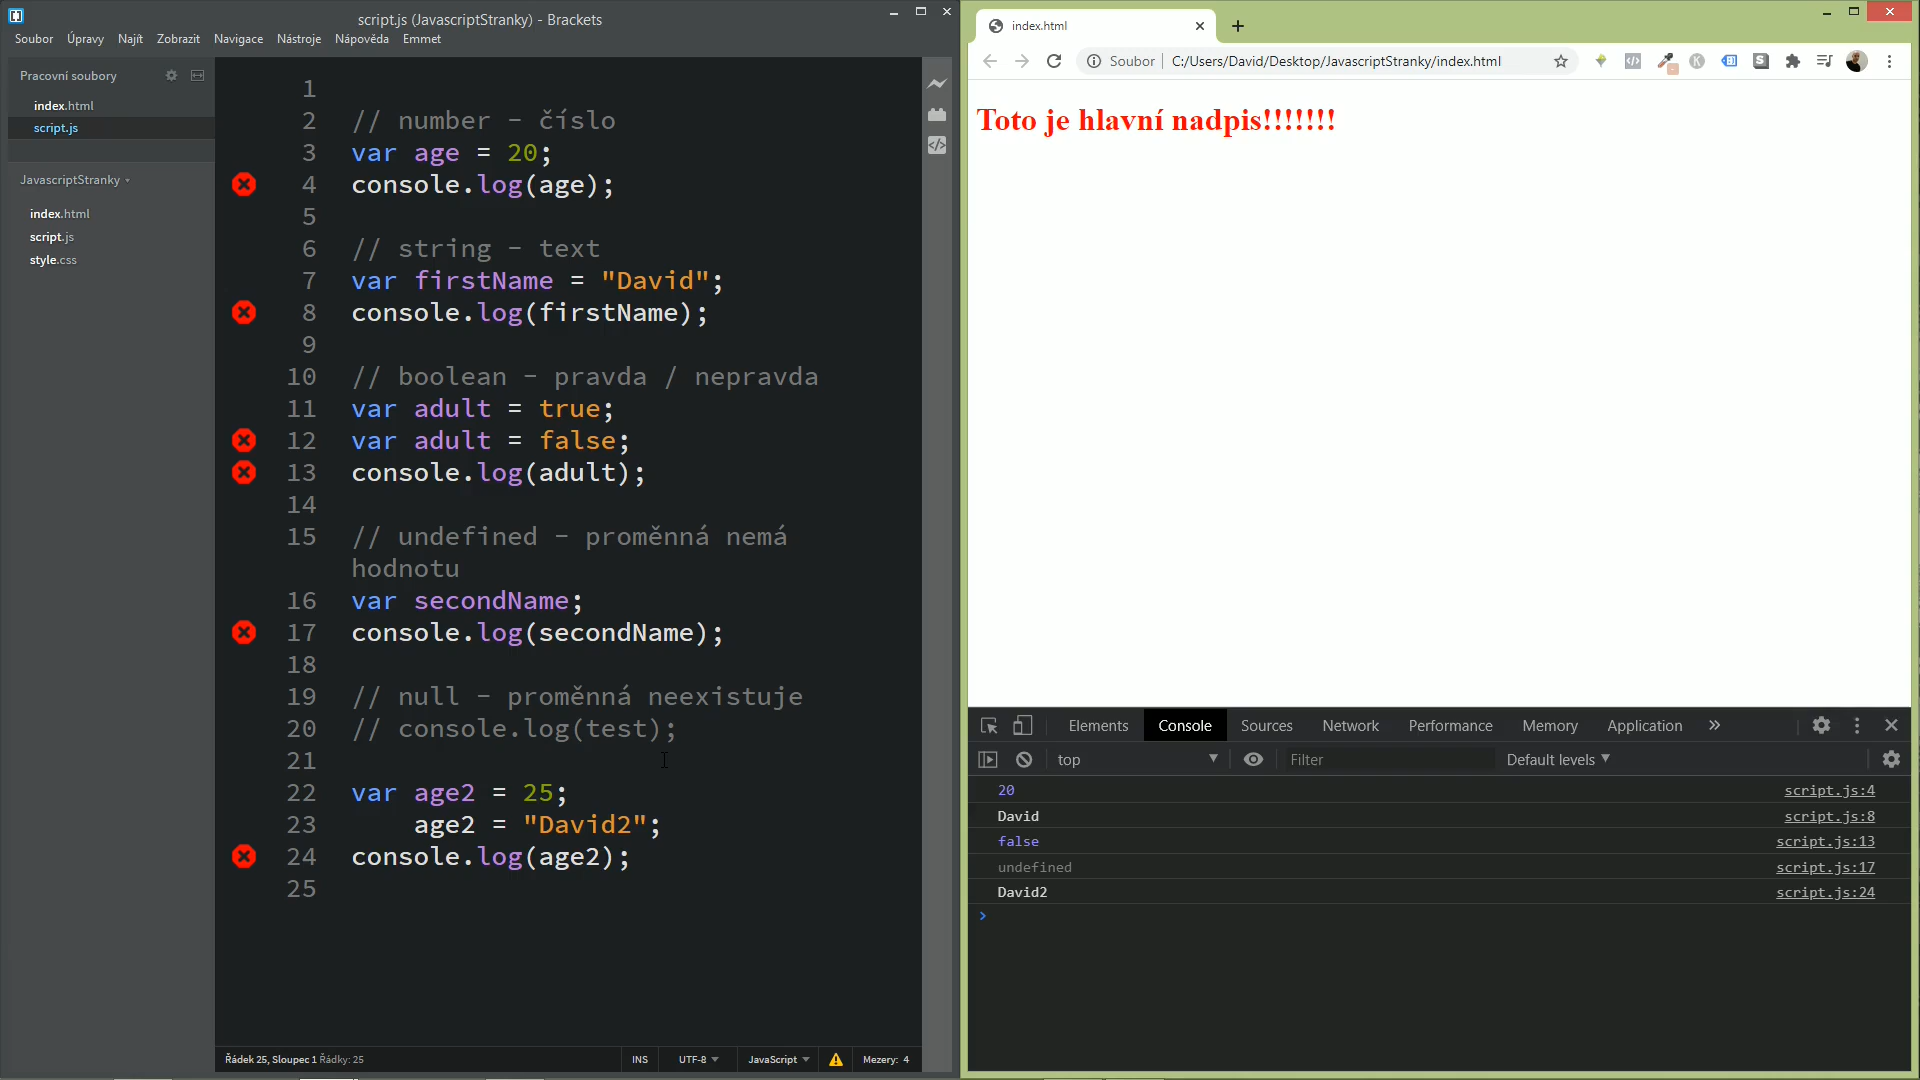 script.js (JavascriptStranky) - Brackets
Soubor Úpravy Najít Zobrazit Navigace Nástroje Nápověda Emmet
Pracovní soubory
index.html
script.js
JavascriptStranky
index.html
script.js
style.css
1
2 // number - číslo
3 var age = 20;
4 console.log(age);
5
6 // string - text
7 var firstName = "David";
8 console.log(firstName);
9
10 // boolean - pravda / nepravda
11 var adult = true;
12 var adult = false;
13 console.log(adult);
14
15 // undefined - proměnná nemá
hodnotu
16 var secondName;
17 console.log(secondName);
18
19 // null - proměnná neexistuje
20 // console.log(test);
21
22 var age2 = 25;
23 age2 = "David2";
24 console.log(age2);
25
Řádek 25, Sloupec 1 Řádky: 25
INS UTF-8 JavaScript Mezery: 4
index.html
Soubor C:/Users/David/Desktop/JavascriptStranky/index.html
Toto je hlavní nadpis!!!!!!!
Elements Console Sources Network Performance Memory Application
top Filter Default levels
20 script.js:4
David script.js:8
false script.js:13
undefined script.js:17
David2 script.js:24